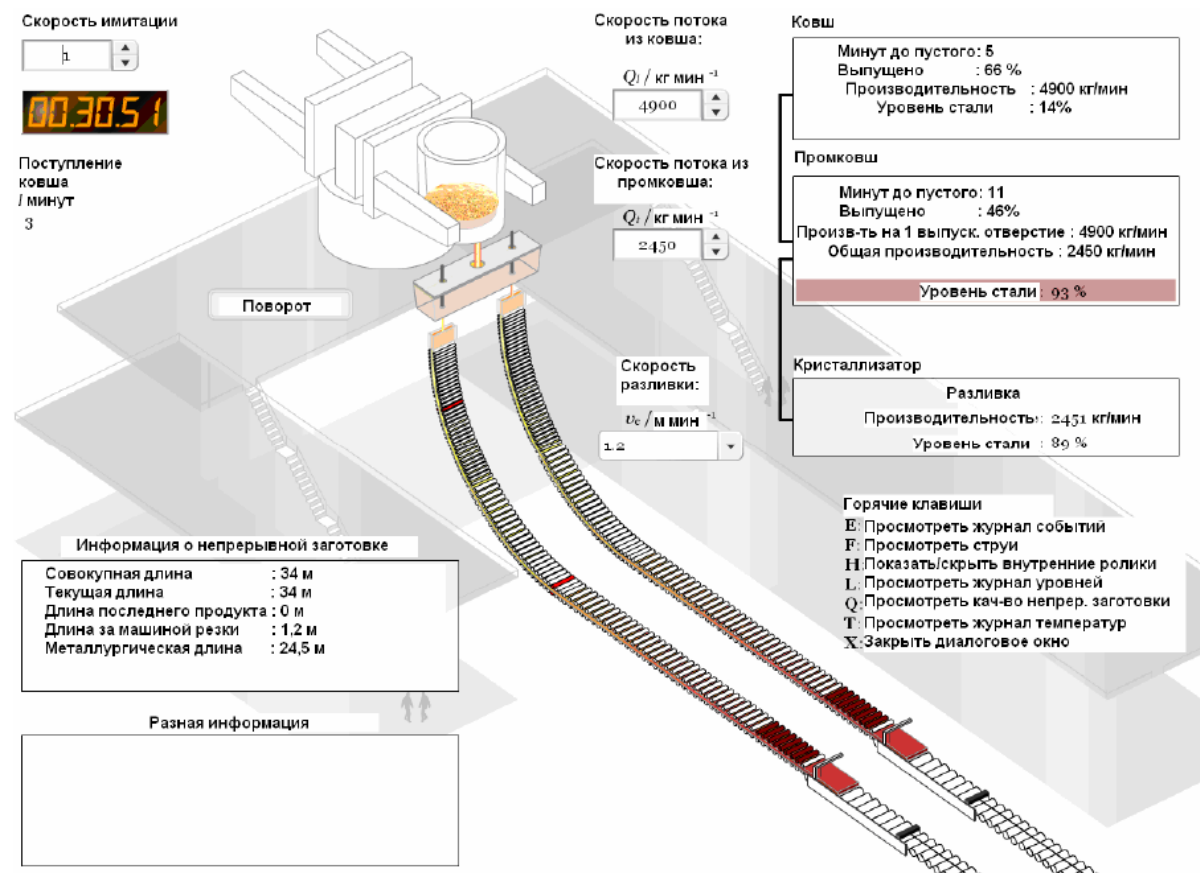 Скорость имитации
1
00.30.51
Поступление
ковша
/ минут
3
Скорость потока
из ковша:
Ql / кг мин -1
4900
Скорость потока из
промковша:
Qt / кг мин -1
2450
Поворот
Скорость
разливки:
vc / м мин -1
1.2
Ковш
Минут до пустого: 5
Выпущено : 66 %
Производительность : 4900 кг/мин
Уровень стали : 14%
Промковш
Минут до пустого: 11
Выпущено : 46%
Произв-ть на 1 выпуск. отверстие : 4900 кг/мин
Общая производительность : 2450 кг/мин
Уровень стали : 93 %
Кристаллизатор
Разливка
Производительность: 2451 кг/мин
Уровень стали : 89 %
Горячие клавиши
E: Просмотреть журнал событий
F: Просмотреть струи
H: Показать/скрыть внутренние ролики
L: Просмотреть журнал уровней
Q: Просмотреть кач-во непрер. заготовки
T: Просмотреть журнал температур
X: Закрыть диалоговое окно
Информация о непрерывной заготовке
Совокупная длина : 34 м
Текущая длина : 34 м
Длина последнего продукта : 0 м
Длина за машиной резки : 1,2 м
Металлургическая длина : 24,5 м
Разная информация